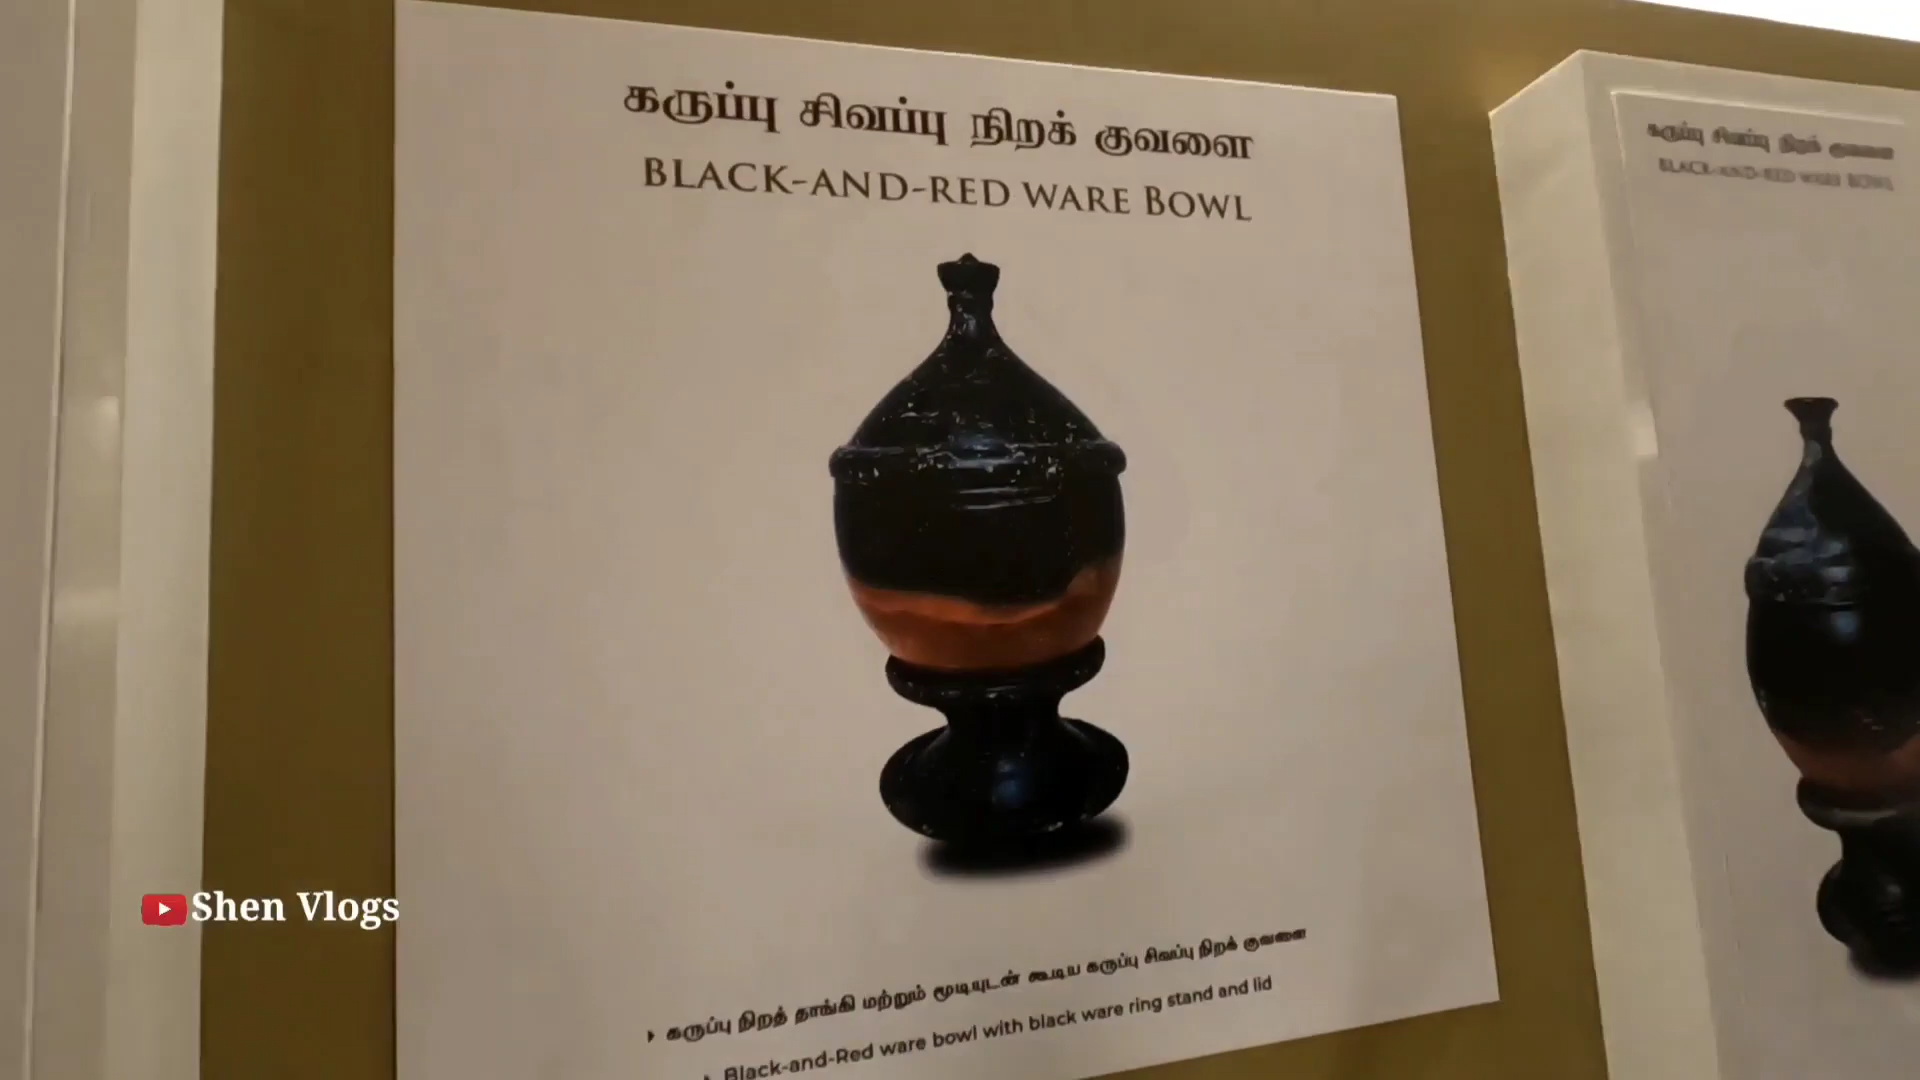 கருப்பு சிவப்பு நிறக் குவளை
BLACK-AND-RED WARE BOWL
கருப்பு நிறத் தாங்கி மற்றும் மூடியுடன் கூடிய கருப்பு சிவப்பு நிறக் குவளை
Black-and-Red ware bowl with black ware ring stand and lid
கருப்பு சிவப்பு நிறக் குவளை
BLACK-AND-RED WARE BOWL
Shen Vlogs